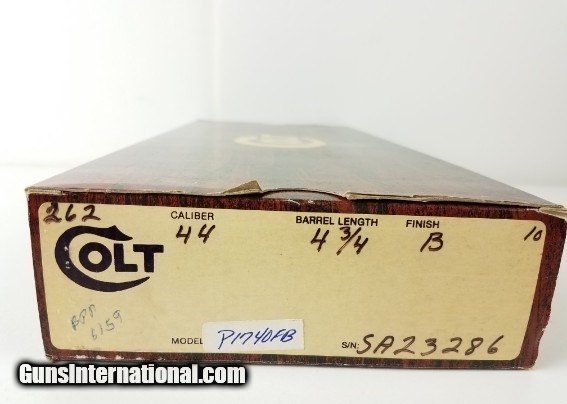 262 CALIBER BARREL LENGTH FINISH 10
44 4 3/4 B
COLT
6159
MODEL P1740FB S/N: SA23286
GunsInternational.com